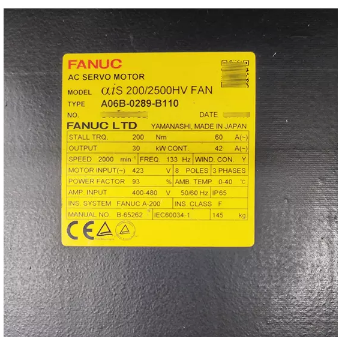 FANUC
AC SERVO MOTOR
MODEL αiS 200/2500HV FAN
TYPE A06B-0289-B110
NO. DATE
FANUC LTD YAMANASHI, MADE IN JAPAN
STALL TRQ. 200 Nm 60 A(~)
OUTPUT 30 kW CONT. 42 A(~)
SPEED 2000 min⁻¹ FREQ. 133 Hz WIND. CON. Y
MOTOR INPUT(~) 423 V 8 POLES 3 PHASES
POWER FACTOR 93 % AMB. TEMP. 0-40 °C
AMP. INPUT 400-480 V 50/60 Hz IP65
INS. SYSTEM FANUC A-200 INS. CLASS F
MANUAL NO. B-65262 IEC60034-1 145 kg
CE